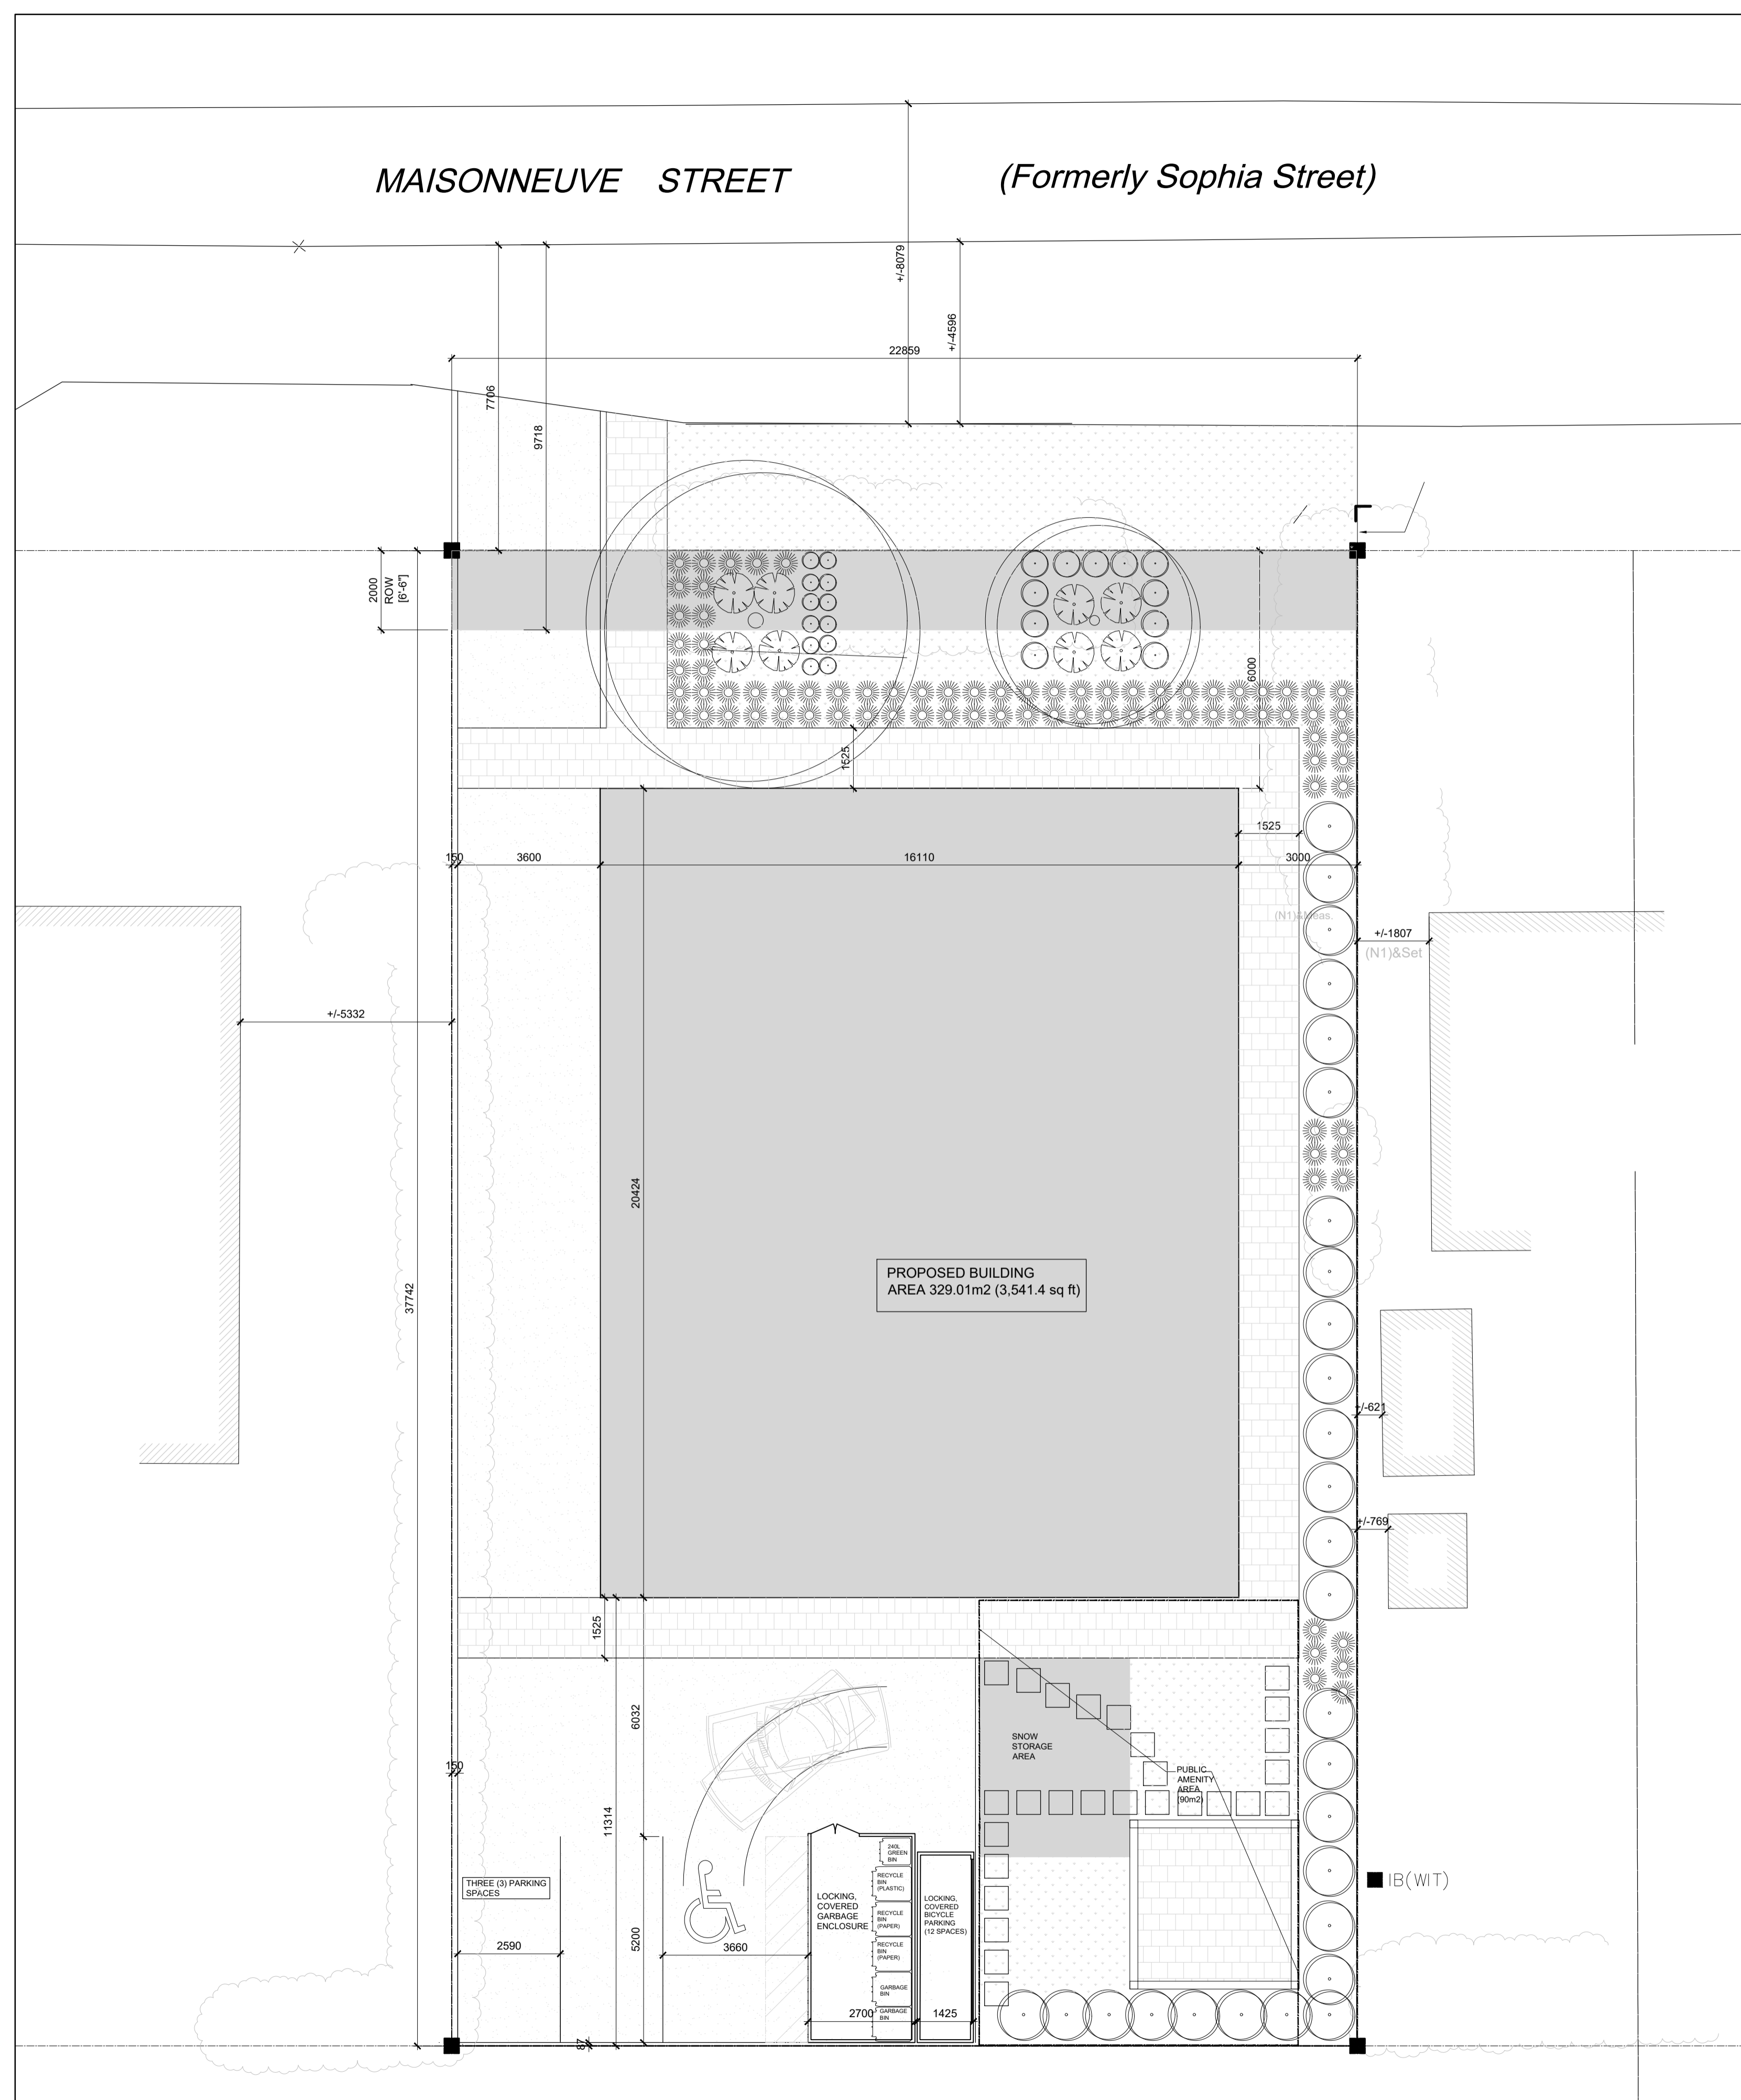 MAISONNEUVE STREET (Formerly Sophia Street)
+/-8079
+/-4596
22859
7706
9718
2000
ROW
[6'-6"]
6000
1525
1525
150
3600
16110
3000
(N1)&Meas.
+/-1807
(N1)&Set
+/-5332
20424
37742
PROPOSED BUILDING
AREA 329.01m2 (3,541.4 sq ft)
+/-621
+/-769
1525
6032
150
11314
SNOW
STORAGE
AREA
PUBLIC
AMENITY
AREA
(90m2)
THREE (3) PARKING
SPACES
2590
5200
3660
LOCKING,
COVERED
GARBAGE
ENCLOSURE
240L
GREEN
BIN
RECYCLE
BIN
(PLASTIC)
RECYCLE
BIN
(PAPER)
RECYCLE
BIN
(PAPER)
GARBAGE
BIN
GARBAGE
BIN
LOCKING,
COVERED
BICYCLE
PARKING
(12 SPACES)
2700
1425
87
IB(WIT)